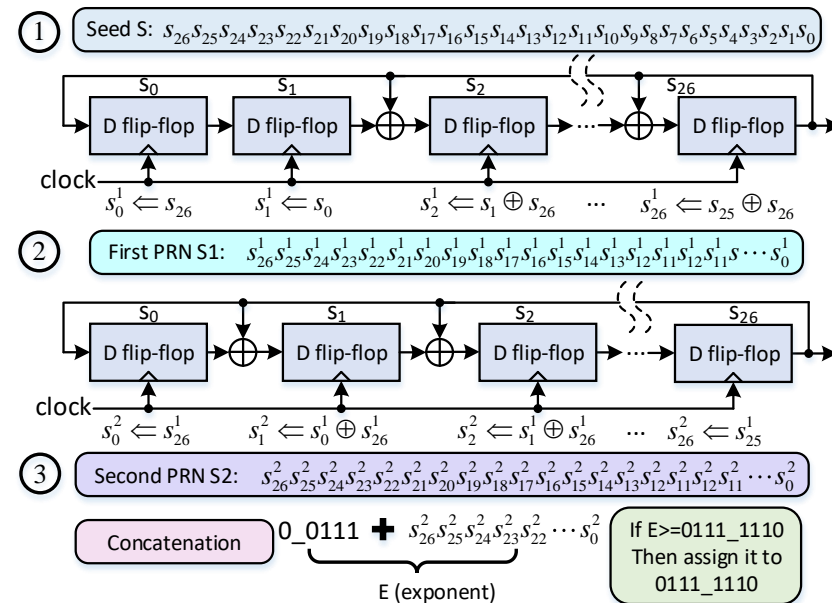 1 Seed S: s₂₆s₂₅s₂₄s₂₃s₂₂s₂₁s₂₀s₁₉s₁₈s₁₇s₁₆s₁₅s₁₄s₁₃s₁₂s₁₁s₁₀s₉s₈s₇s₆s₅s₄s₃s₂s₁s₀
s₀ s₁ s₂ s₂₆
D flip-flop D flip-flop ⊕ D flip-flop ... ⊕ D flip-flop
clock
s₀¹ ⇐ s₂₆ s₁¹ ⇐ s₀ s₂¹ ⇐ s₁ ⊕ s₂₆ ... s₂₆¹ ⇐ s₂₅ ⊕ s₂₆
2 First PRN S1: s₂₆¹s₂₅¹s₂₄¹s₂₃¹s₂₂¹s₂₁¹s₂₀¹s₁₉¹s₁₈¹s₁₇¹s₁₆¹s₁₅¹s₁₄¹s₁₃¹s₁₂¹s₁₁¹s₁₂¹s₁₁¹s⋯s₀¹
s₀ s₁ s₂ s₂₆
D flip-flop ⊕ D flip-flop ⊕ D flip-flop ... D flip-flop
clock
s₀² ⇐ s₂₆¹ s₁² ⇐ s₀¹ ⊕ s₂₆¹ s₂² ⇐ s₁¹ ⊕ s₂₆¹ ... s₂₆² ⇐ s₂₅¹
3 Second PRN S2: s₂₆²s₂₅²s₂₄²s₂₃²s₂₂²s₂₁²s₂₀²s₁₉²s₁₈²s₁₇²s₁₆²s₁₅²s₁₄²s₁₃²s₁₂²s₁₁²s₁₂²s₁₁²⋯s₀²
Concatenation 0_0111 + s₂₆²s₂₅²s₂₄²s₂₃²s₂₂²⋯s₀²
E (exponent)
If E>=0111_1110
Then assign it to
0111_1110